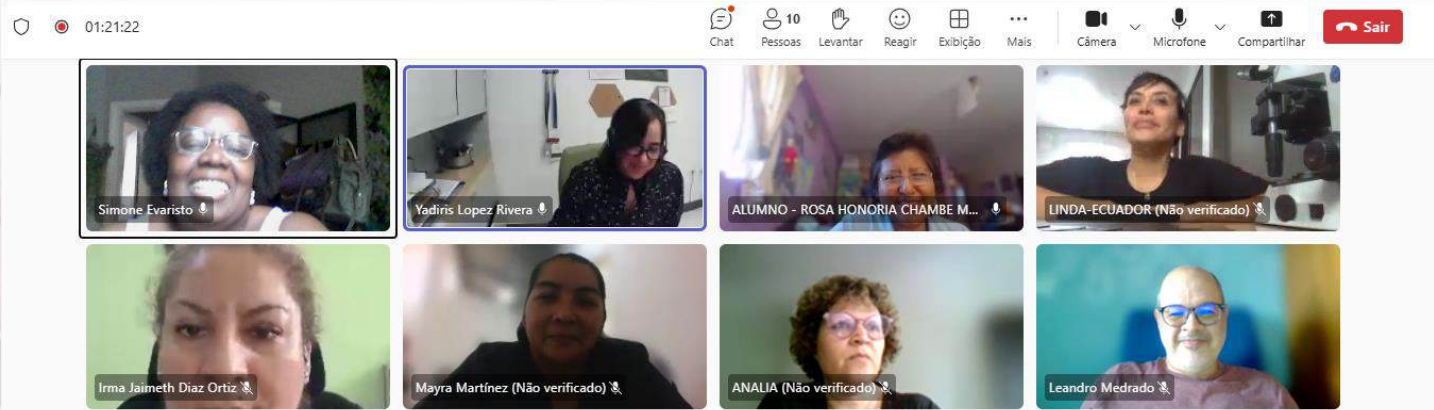 01:21:22
10
Chat
Pessoas
Levantar
Reagir
Exibição
Mais
Câmera
Microfone
Compartilhar
Sair
Simone Evaristo
Yadiris Lopez Rivera
ALUMNO - ROSA HONORIA CHAMBE M...
LINDA-ECUADOR (Não verificado)
Irma Jaimeth Diaz Ortiz
Mayra Martínez (Não verificado)
ANALIA (Não verificado)
Leandro Medrado